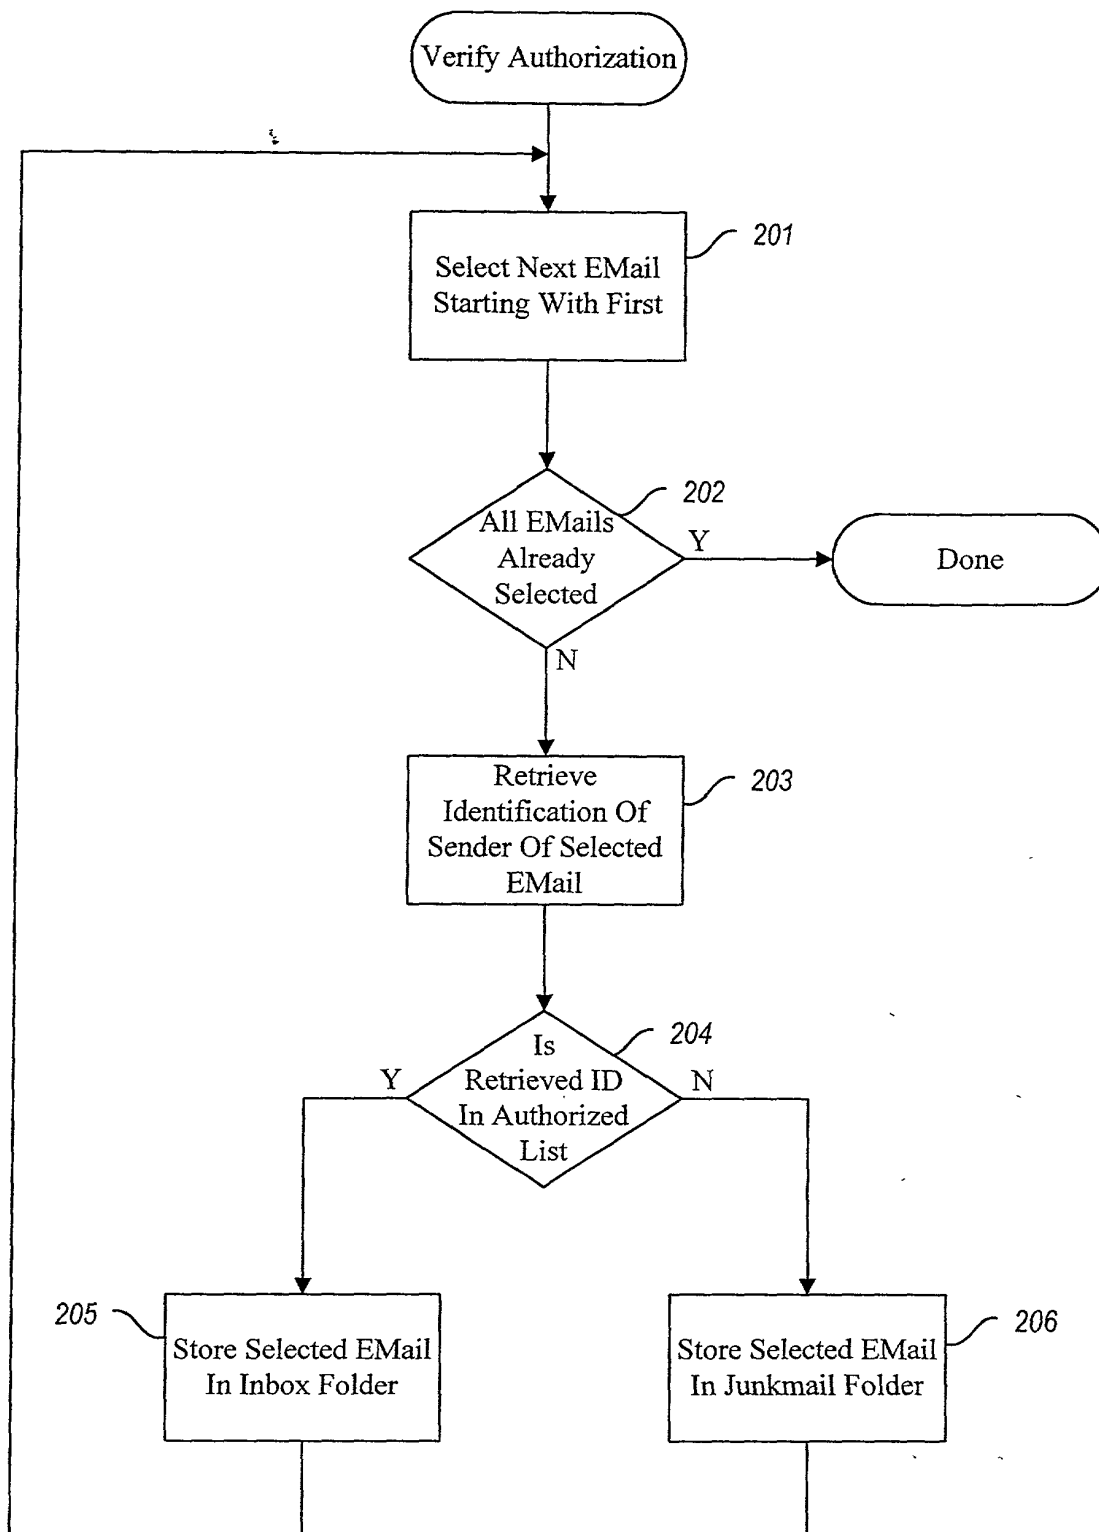 Verify Authorization
201
Select Next EMail
Starting With First
202
All EMails
Already
Selected
Y
Done
N
203
Retrieve
Identification Of
Sender Of Selected
EMail
204
Is
Retrieved ID
In Authorized
List
Y
N
205
Store Selected EMail
In Inbox Folder
206
Store Selected EMail
In Junkmail Folder